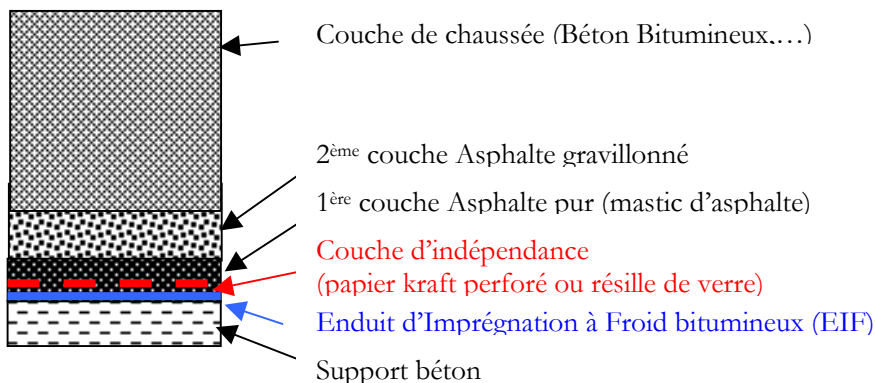 Couche de chaussée (Béton Bitumineux,…)
2ème couche Asphalte gravillonné
1ère couche Asphalte pur (mastic d’asphalte)
Couche d’indépendance
(papier kraft perforé ou résille de verre)
Enduit d’Imprégnation à Froid bitumineux (EIF)
Support béton